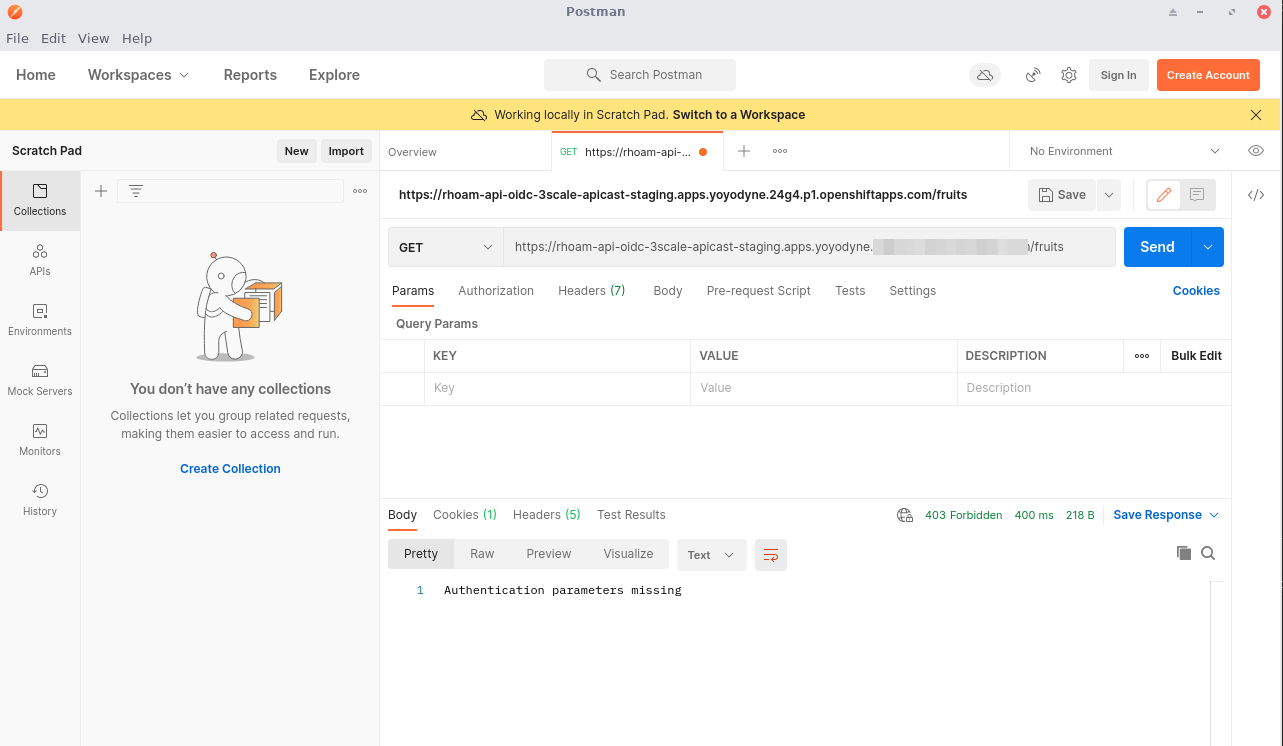 Postman
File Edit View Help
Home Workspaces Reports Explore Search Postman Sign In Create Account
Working locally in Scratch Pad. Switch to a Workspace
Scratch Pad New Import Overview GET https://rhoam-api-... No Environment
Collections
https://rhoam-api-oidc-3scale-apicast-staging.apps.yoyodyne.24g4.p1.openshiftapps.com/fruits Save
GET https://rhoam-api-oidc-3scale-apicast-staging.apps.yoyodyne. /fruits Send
APIs
Params Authorization Headers (7) Body Pre-request Script Tests Settings Cookies
Query Params
Environments
KEY VALUE DESCRIPTION Bulk Edit
Key Value Description
Mock Servers
You don’t have any collections
Collections let you group related requests,
making them easier to access and run.
Monitors
Create Collection
History
Body Cookies (1) Headers (5) Test Results 403 Forbidden 400 ms 218 B Save Response
Pretty Raw Preview Visualize Text
1 Authentication parameters missing